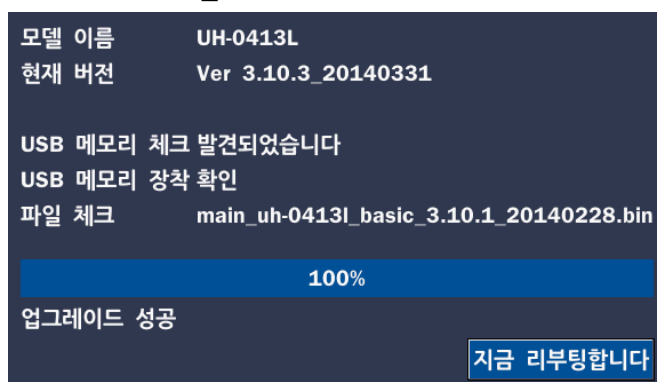 모델 이름 UH-0413L
현재 버전 Ver 3.10.3_20140331
USB 메모리 체크 발견되었습니다
USB 메모리 장착 확인
파일 체크 main_uh-0413l_basic_3.10.1_20140228.bin
100%
업그레이드 성공
지금 리부팅합니다